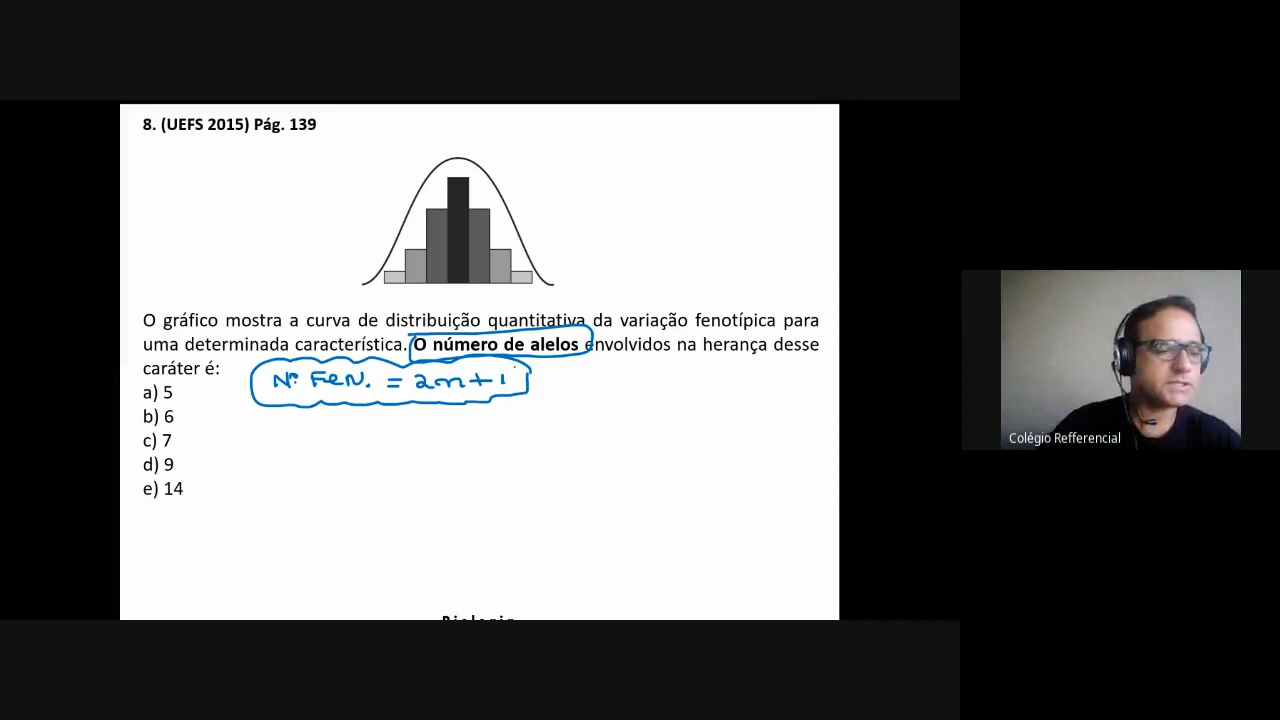 8. (UEFS 2015) Pág. 139
O gráfico mostra a curva de distribuição quantitativa da variação fenotípica para
uma determinada característica. O número de alelos envolvidos na herança desse
caráter é:
Nº FEN. = 2n+1
a) 5
b) 6
c) 7
d) 9
e) 14
Colégio Refferencial